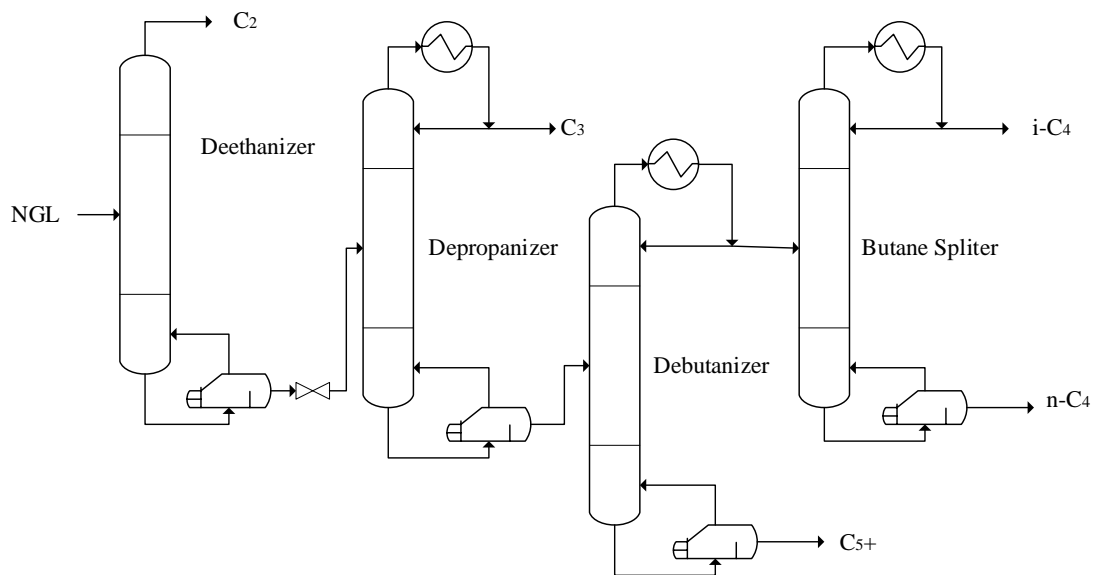 C2
Deethanizer
NGL
C3
Depropanizer
Debutanizer
C5+
i-C4
Butane Spliter
n-C4